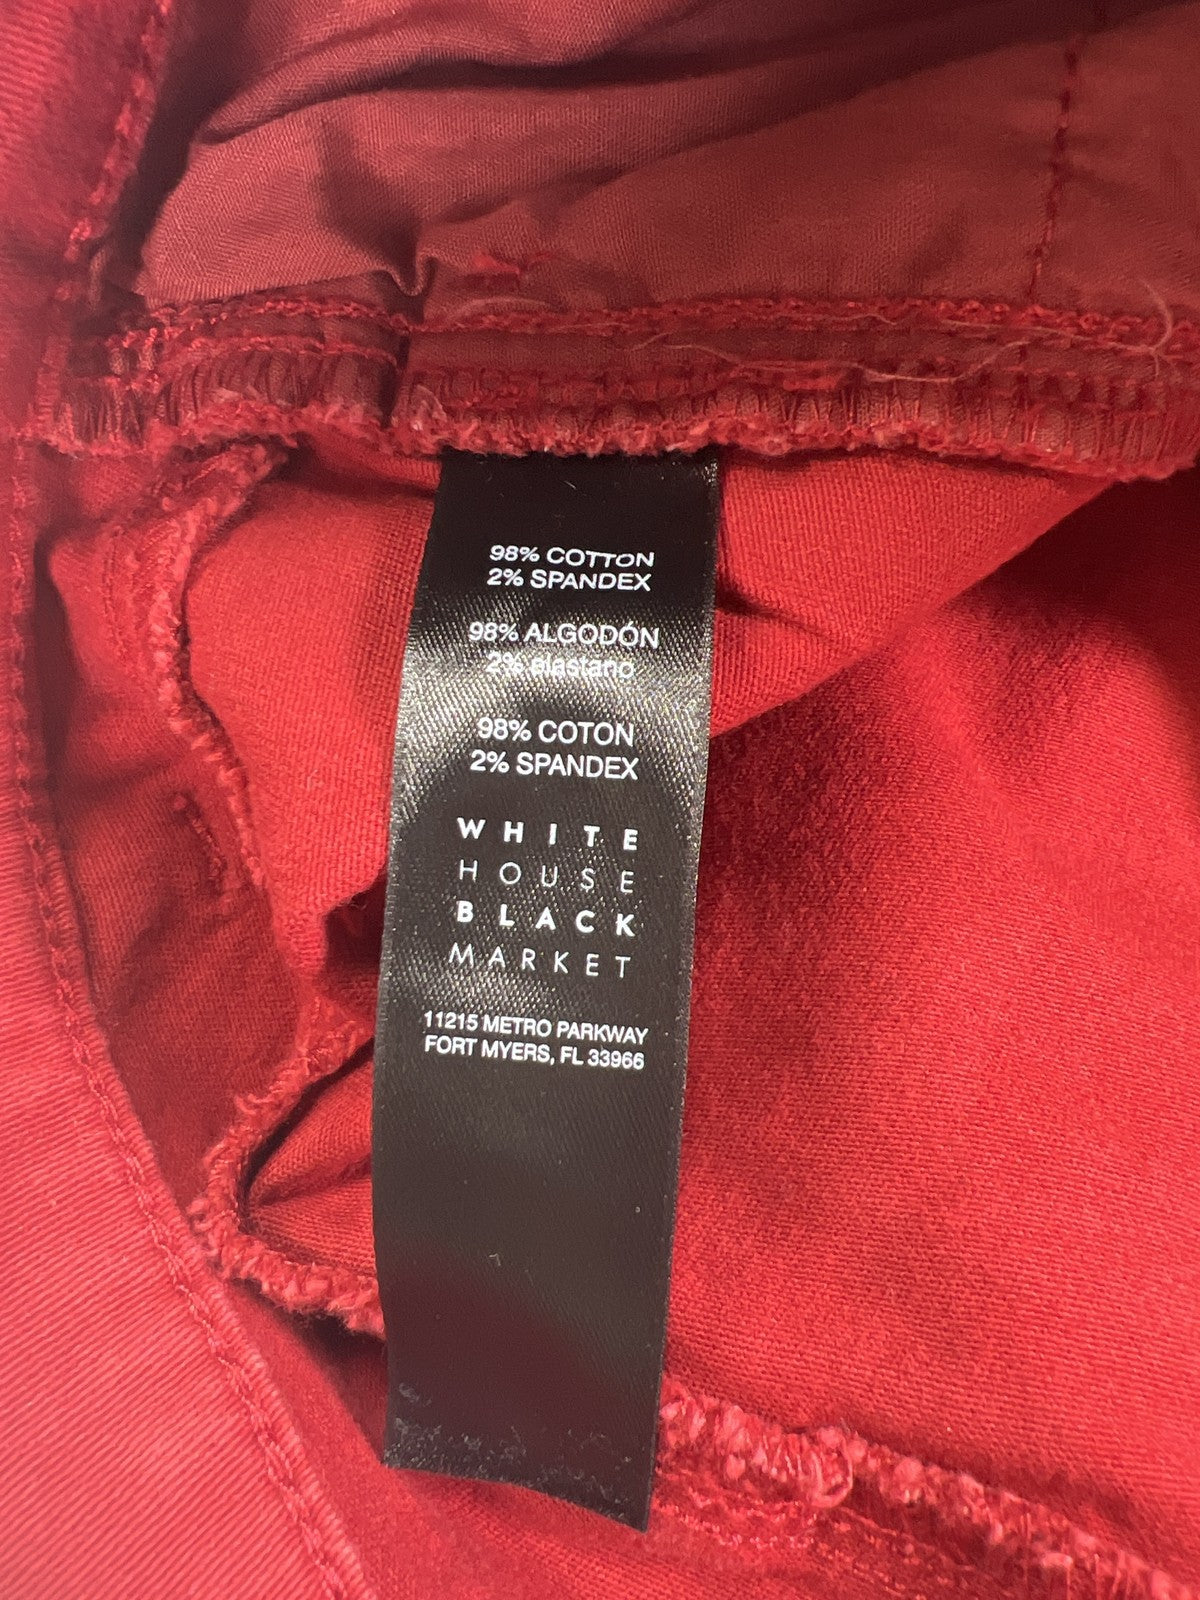 98% COTTON
2% SPANDEX
98% ALGODÓN
2% elastano
98% COTON
2% SPANDEX
WHITE
HOUSE
BLACK
MARKET
11215 METRO PARKWAY
FORT MYERS, FL 33966